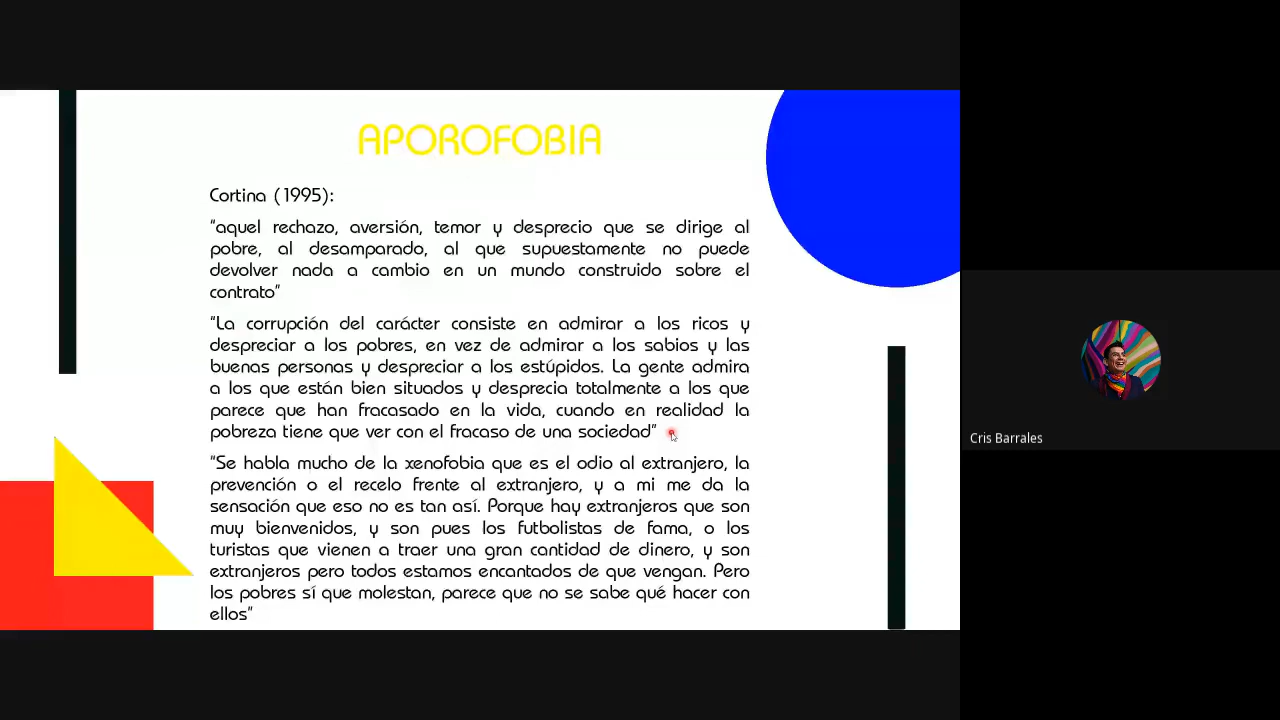 APOROFOBIA
Cortina (1995):
"aquel rechazo, aversión, temor y desprecio que se dirige al
pobre, al desamparado, al que supuestamente no puede
devolver nada a cambio en un mundo construido sobre el
contrato"
"La corrupción del carácter consiste en admirar a los ricos y
despreciar a los pobres, en vez de admirar a los sabios y las
buenas personas y despreciar a los estúpidos. La gente admira
a los que están bien situados y desprecia totalmente a los que
parece que han fracasado en la vida, cuando en realidad la
pobreza tiene que ver con el fracaso de una sociedad"
"Se habla mucho de la xenofobia que es el odio al extranjero, la
prevención o el recelo frente al extranjero, y a mi me da la
sensación que eso no es tan así. Porque hay extranjeros que son
muy bienvenidos, y son pues los futbolistas de fama, o los
turistas que vienen a traer una gran cantidad de dinero, y son
extranjeros pero todos estamos encantados de que vengan. Pero
los pobres sí que molestan, parece que no se sabe qué hacer con
ellos"
Cris Barrales